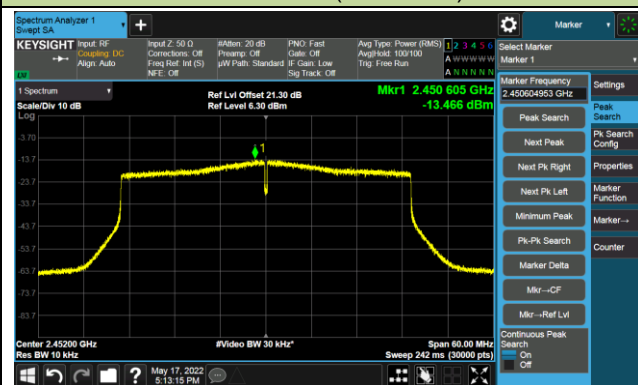 Spectrum Analyzer 1
Swept SA
Marker
KEYSIGHT
Input: RF
Coupling: DC
Align: Auto
Input Z: 50 Ω
Corrections: Off
Freq Ref: Int (S)
NFE: Off
#Atten: 20 dB
Preamp: Off
µW Path: Standard
PNO: Fast
Gate: Off
IF Gain: Low
Sig Track: Off
Avg Type: Power (RMS)
Avg|Hold: 100/100
Trig: Free Run
1 2 3 4 5 6
A W W W W W
A N N N N N
LXI
Select Marker
Marker 1
1 Spectrum
Scale/Div 10 dB
Log
Ref Lvl Offset 21.30 dB
Ref Level 6.30 dBm
Mkr1 2.450 605 GHz
-13.466 dBm
1
-3.70
-13.7
-23.7
-33.7
-43.7
-53.7
-63.7
-73.7
-83.7
Center 2.45200 GHz
Res BW 10 kHz
#Video BW 30 kHz*
Span 60.00 MHz
Sweep 242 ms (30000 pts)
Marker Frequency
2.450604953 GHz
Peak Search
Next Peak
Next Pk Right
Next Pk Left
Minimum Peak
Pk-Pk Search
Marker Delta
Mkr→CF
Mkr→Ref Lvl
Continuous Peak
Search
On
Off
Settings
Peak
Search
Pk Search
Config
Properties
Marker
Function
Marker→
Counter
May 17, 2022
5:13:15 PM